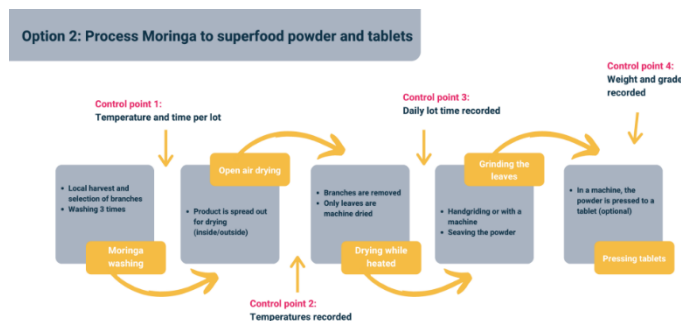 Option 2: Process Moringa to superfood powder and tablets
Control point 1:
Temperature and time per lot
Control point 3:
Daily lot time recorded
Control point 4:
Weight and grade
recorded
Local harvest and
selection of branches
Washing 3 times
Moringa
washing
Open air drying
Product is spread out
for drying
(inside/outside)
Control point 2:
Temperatures recorded
Branches are removed
Only leaves are
machine dried
Drying while
heated
Grinding the
leaves
Handgriding or with a
machine
Seaving the powder
In a machine, the
powder is pressed to a
tablet (optional)
Pressing tablets